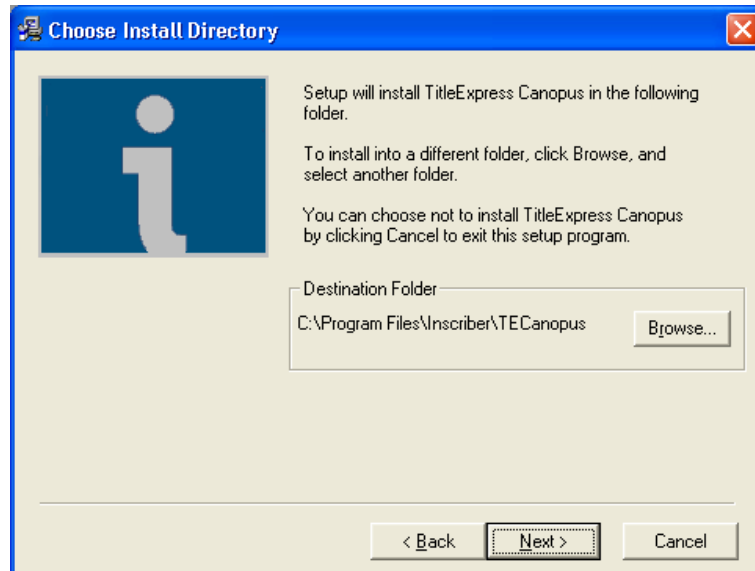 Choose Install Directory
Setup will install TitleExpress Canopus in the following
folder.
To install into a different folder, click Browse, and
select another folder.
You can choose not to install TitleExpress Canopus
by clicking Cancel to exit this setup program.
Destination Folder
C:\Program Files\Inscriber\TECanopus
Browse...
< Back
Next >
Cancel